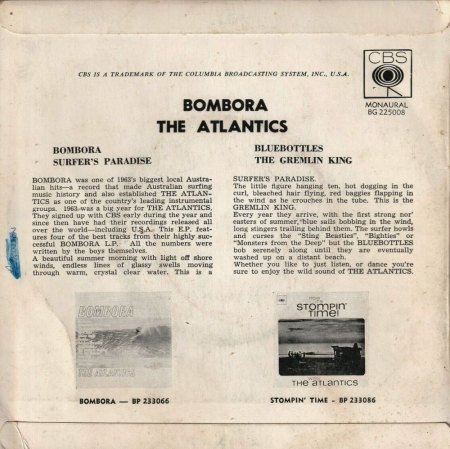 CBS IS A TRADEMARK OF THE COLUMBIA BROADCASTING SYSTEM, INC., U.S.A.
CBS
MONAURAL
BG 225008
BOMBORA
THE ATLANTICS
BOMBORA
SURFER'S PARADISE
BLUEBOTTLES
THE GREMLIN KING
BOMBORA was one of 1963's biggest local Austra-
lian hits—a record that made Australian surfing
music history and also established THE ATLAN-
TICS as one of the country's leading instrumental
groups. 1963 was a big year for THE ATLANTICS.
They signed up with CBS early during the year and
since then have had their recordings released all
over the world—including U.S.A. This E.P. feat-
ures four of the best tracks from their highly suc-
cessful BOMBORA L.P. All the numbers were
written by the boys themselves.
A beautiful summer morning with light off shore
winds, endless lines of glassy swells moving
through warm, crystal clear water. This is a
SURFER'S PARADISE.
The little figure hanging ten, hot dogging in the
curl, bleached hair flying, red baggies flapping in
the wind as he crouches in the tube. This is the
GREMLIN KING.
Every year they arrive, with the first strong nor'
easters of summer, blue sails bobbing in the wind,
long stingers trailing behind them. The surfer howls
and curses the "Sting Beasties", "Bighties" or
"Monsters from the Deep" but the BLUEBOTTLES
bob serenely along until they are eventually
washed up on a distant beach.
Whether you like to just listen, or dance you're
sure to enjoy the wild sound of THE ATLANTICS.
BOMBORA
THE ATLANTICS
STOMPIN'
TIME!
THE ATLANTICS
BOMBORA — BP 233066
STOMPIN' TIME - BP 233086